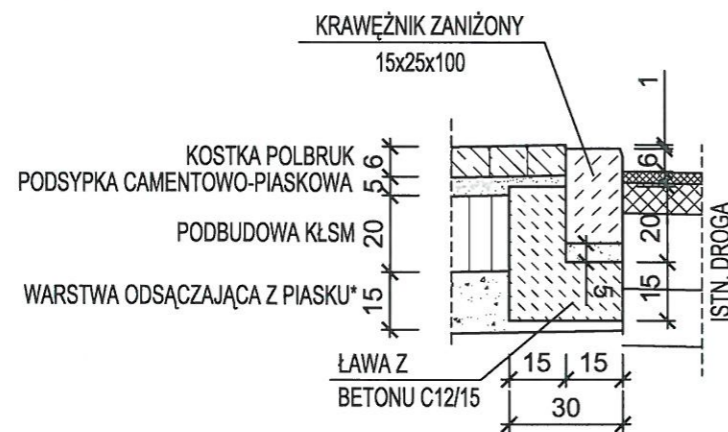 KRAWĘŻNIK ZANIŻONY
15x25x100
1
KOSTKA POLBRUK
6
6
PODSYPKA CAMENTOWO-PIASKOWA
5
PODBUDOWA KŁSM
20
20
WARSTWA ODSĄCZAJĄCA Z PIASKU*
15
5
15
ISTN. DROGA
ŁAWA Z
BETONU C12/15
15
15
30